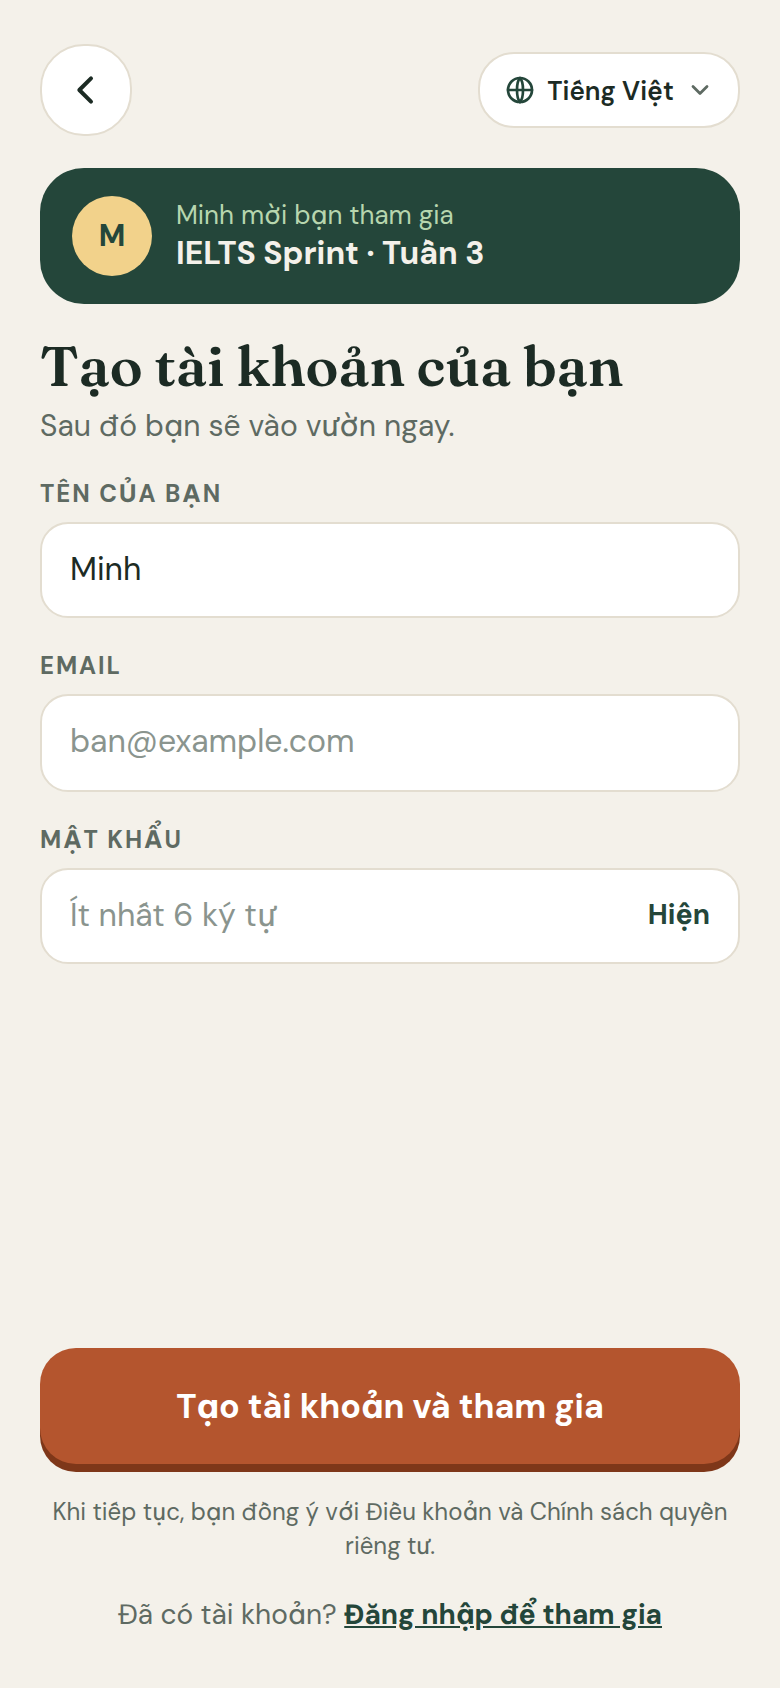 Tiếng Việt
M
Minh mời bạn tham gia
IELTS Sprint · Tuần 3
Tạo tài khoản của bạn
Sau đó bạn sẽ vào vườn ngay.
TÊN CỦA BẠN
Minh
EMAIL
ban@example.com
MẬT KHẨU
Ít nhất 6 ký tự
Hiện
Tạo tài khoản và tham gia
Khi tiếp tục, bạn đồng ý với Điều khoản và Chính sách quyền
riêng tư.
Đã có tài khoản? Đăng nhập để tham gia